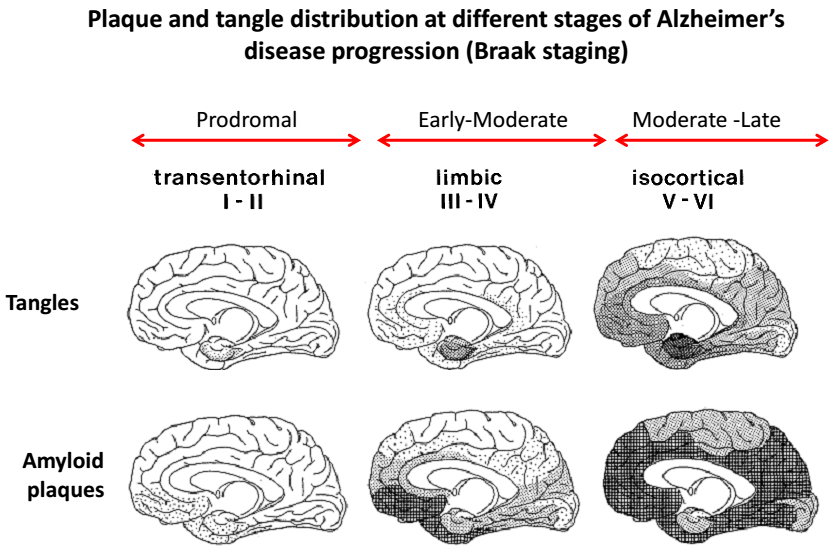 Plaque and tangle distribution at different stages of Alzheimer’s
disease progression (Braak staging)
Prodromal
Early-Moderate
Moderate -Late
transentorhinal
I - II
limbic
III - IV
isocortical
V - VI
Tangles
Amyloid
plaques